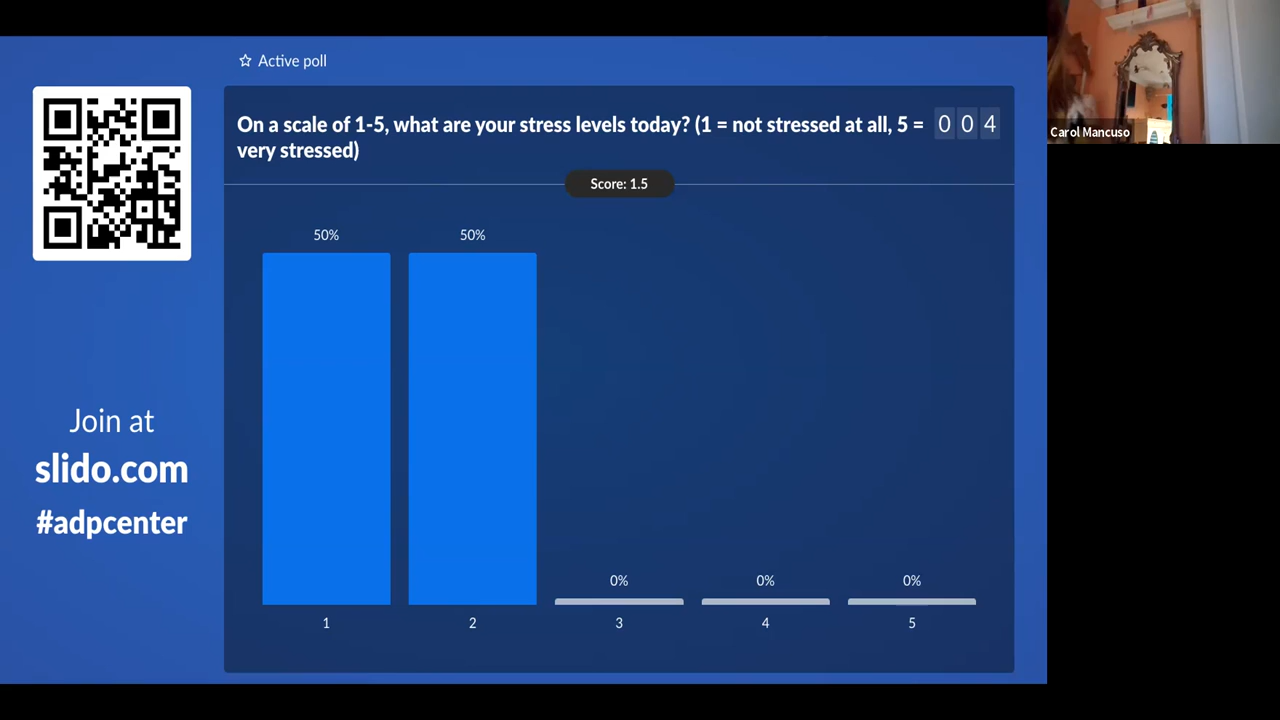 Active poll
On a scale of 1-5, what are your stress levels today? (1 = not stressed at all, 5 =
very stressed)
0 0 4
Score: 1.5
50%
50%
0%
0%
0%
1
2
3
4
5
Join at
slido.com
#adpcenter
Carol Mancuso